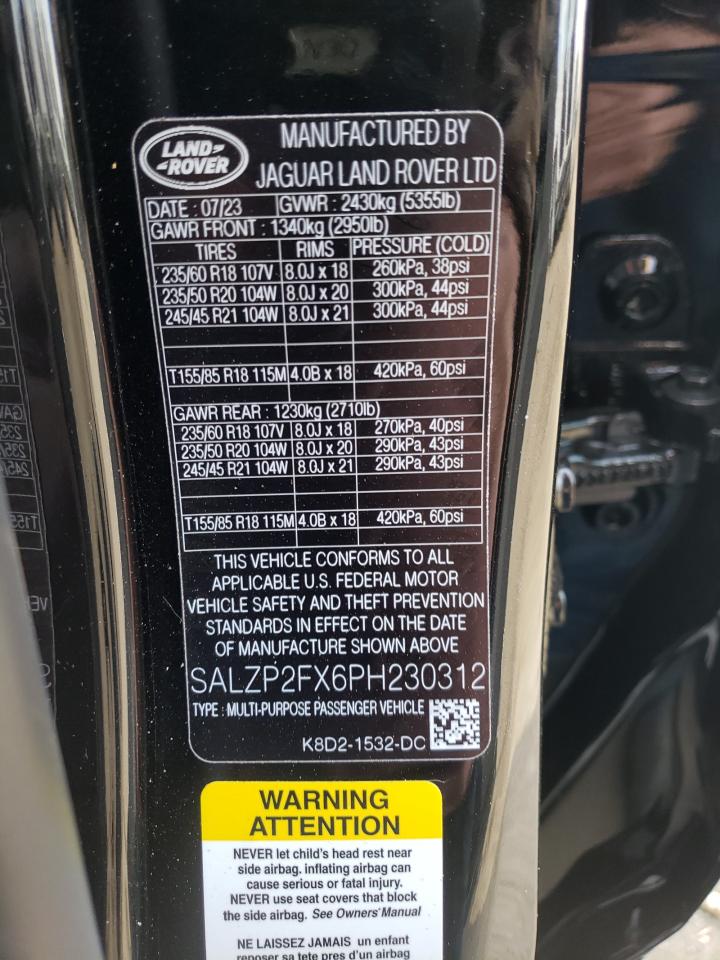 LAND-
-ROVER
MANUFACTURED BY
JAGUAR LAND ROVER LTD
DATE : 07/23 GVWR : 2430kg (5355lb)
GAWR FRONT : 1340kg (2950lb)
TIRES RIMS PRESSURE (COLD)
235/60 R18 107V 8.0J x 18 260kPa, 38psi
235/50 R20 104W 8.0J x 20 300kPa, 44psi
245/45 R21 104W 8.0J x 21 300kPa, 44psi
T155/85 R18 115M 4.0B x 18 420kPa, 60psi
GAWR REAR : 1230kg (2710lb)
235/60 R18 107V 8.0J x 18 270kPa, 40psi
235/50 R20 104W 8.0J x 20 290kPa, 43psi
245/45 R21 104W 8.0J x 21 290kPa, 43psi
T155/85 R18 115M 4.0B x 18 420kPa, 60psi
THIS VEHICLE CONFORMS TO ALL
APPLICABLE U.S. FEDERAL MOTOR
VEHICLE SAFETY AND THEFT PREVENTION
STANDARDS IN EFFECT ON THE DATE
OF MANUFACTURE SHOWN ABOVE
SALZP2FX6PH230312
TYPE : MULTI-PURPOSE PASSENGER VEHICLE
K8D2-1532-DC
WARNING
ATTENTION
NEVER let child's head rest near
side airbag. inflating airbag can
cause serious or fatal injury.
NEVER use seat covers that block
the side airbag. See Owners' Manual
NE LAISSEZ JAMAIS un enfant
reposer sa tete pres d'un airbag